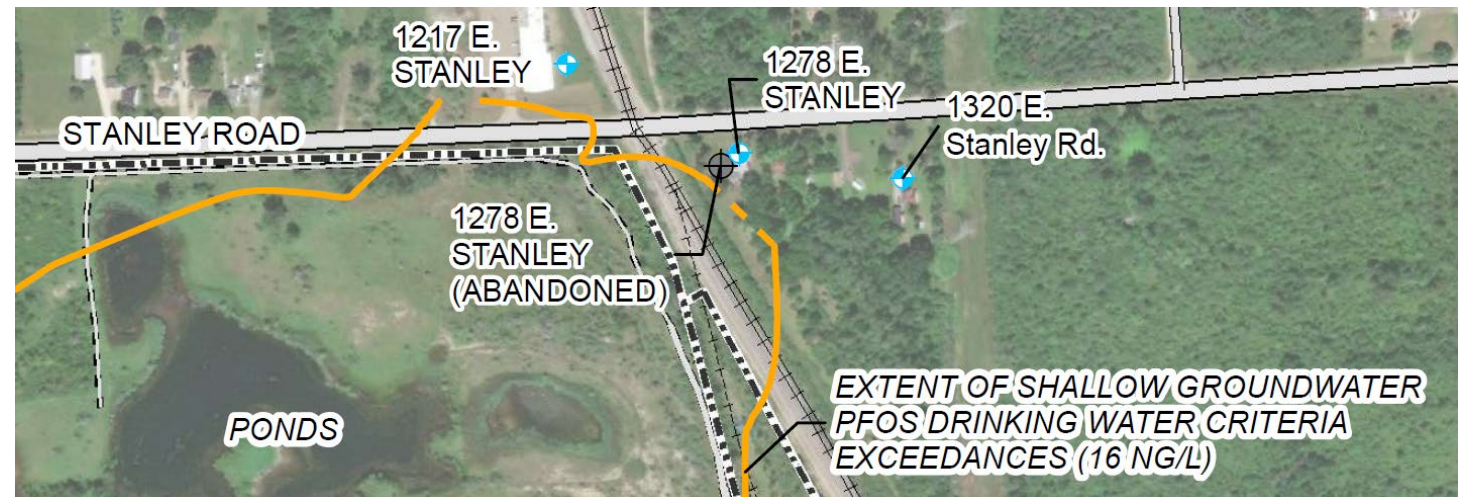 1217 E.
STANLEY
1278 E.
STANLEY
1320 E.
Stanley Rd.
STANLEY ROAD
1278 E.
STANLEY
(ABANDONED)
PONDS
EXTENT OF SHALLOW GROUNDWATER
PFOS DRINKING WATER CRITERIA
EXCEEDANCES (16 NG/L)